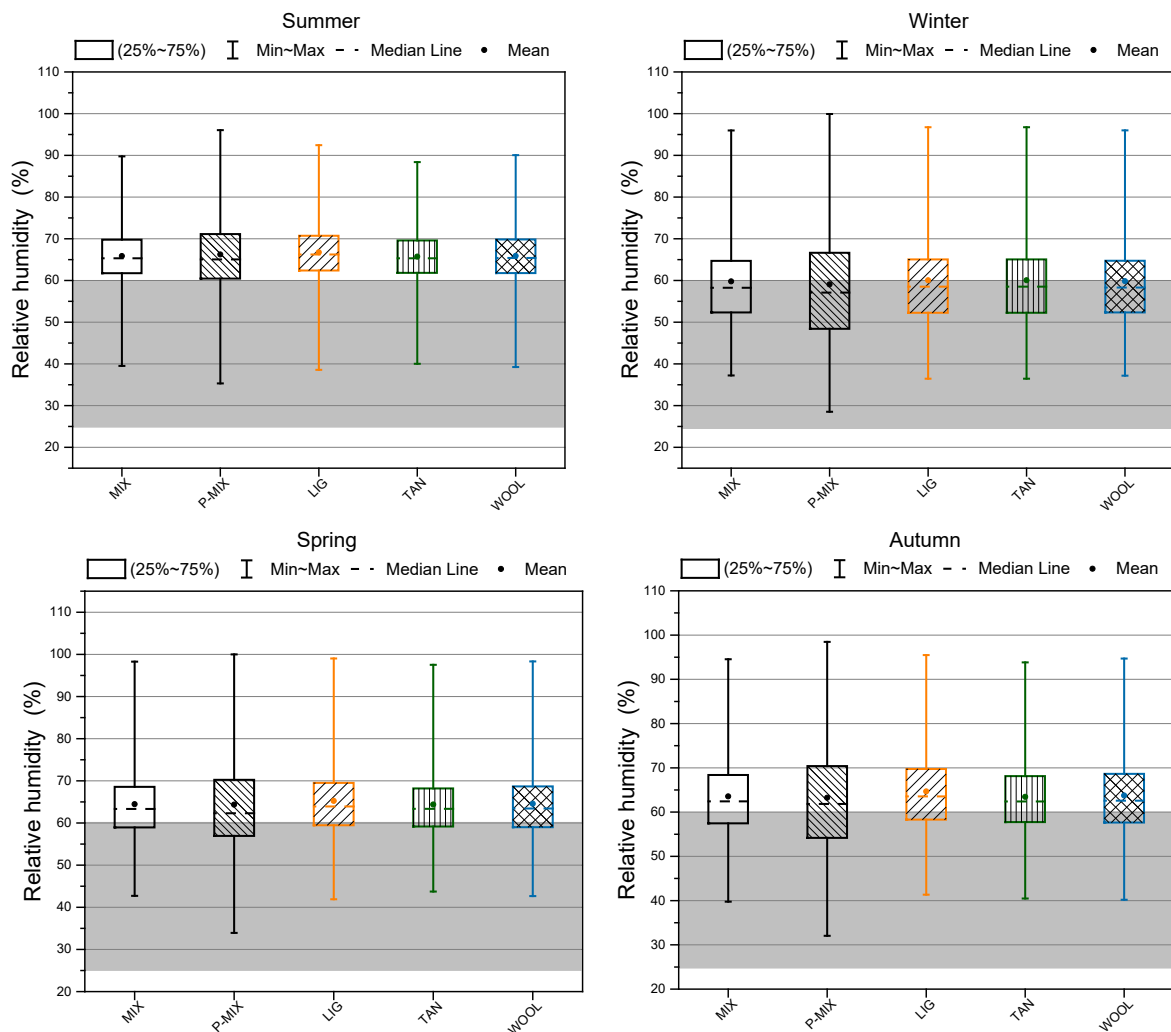 Summer
(25%~75%) Min~Max Median Line Mean
Relative humidity (%)
110
100
90
80
70
60
50
40
30
20
MIX
P-MIX
LIG
TAN
WOOL
Winter
(25%~75%) Min~Max Median Line Mean
Relative humidity (%)
110
100
90
80
70
60
50
40
30
20
MIX
P-MIX
LIG
TAN
WOOL
Spring
(25%~75%) Min~Max Median Line Mean
Relative humidity (%)
110
100
90
80
70
60
50
40
30
20
MIX
P-MIX
LIG
TAN
WOOL
Autumn
(25%~75%) Min~Max Median Line Mean
Relative humidity (%)
110
100
90
80
70
60
50
40
30
20
MIX
P-MIX
LIG
TAN
WOOL